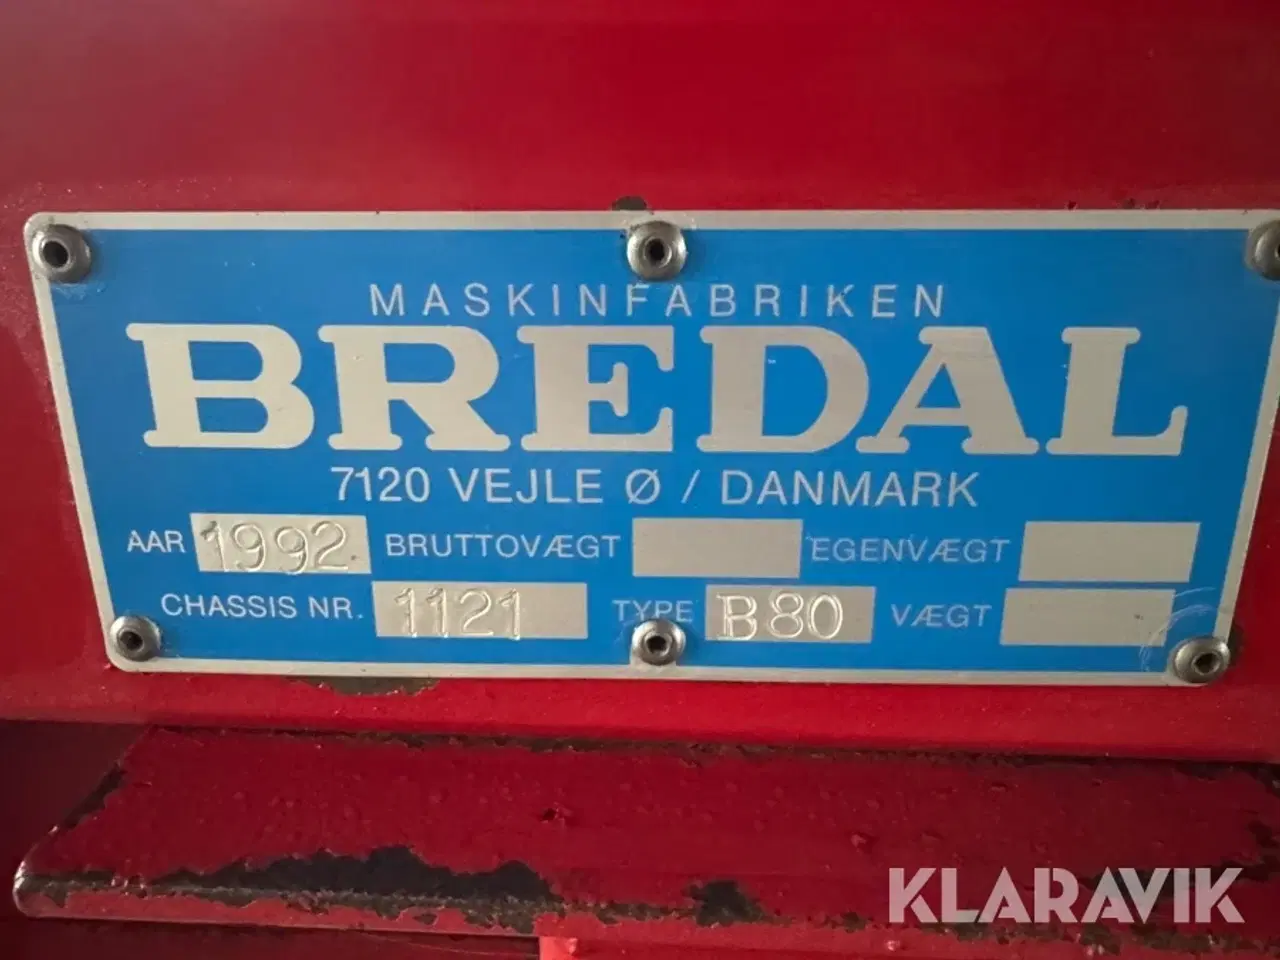 MASKINFABRIKEN
BREDAL
7120 VEJLE Ø / DANMARK
AAR 1992 BRUTTOVÆGT EGENVÆGT
CHASSIS NR. 1121 TYPE B80 VÆGT
KLARAVIK